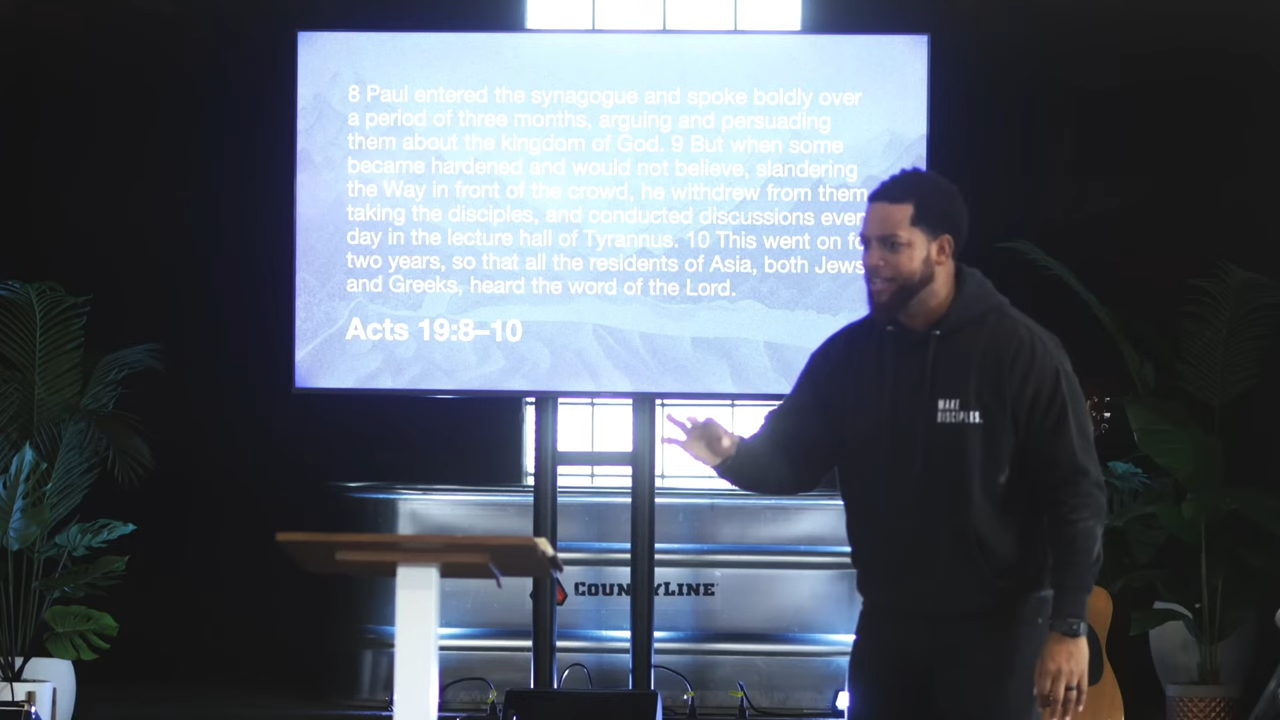 8 Paul entered the synagogue and spoke boldly over
a period of three months, arguing and persuading
them about the kingdom of God. 9 But when some
became hardened and would not believe, slandering
the Way in front of the crowd, he withdrew from them
taking the disciples, and conducted discussions ever
day in the lecture hall of Tyrannus. 10 This went on fo
two years, so that all the residents of Asia, both Jews
and Greeks, heard the word of the Lord.
Acts 19:8–10
MAKE
DISCIPLES.
COUNTYLINE